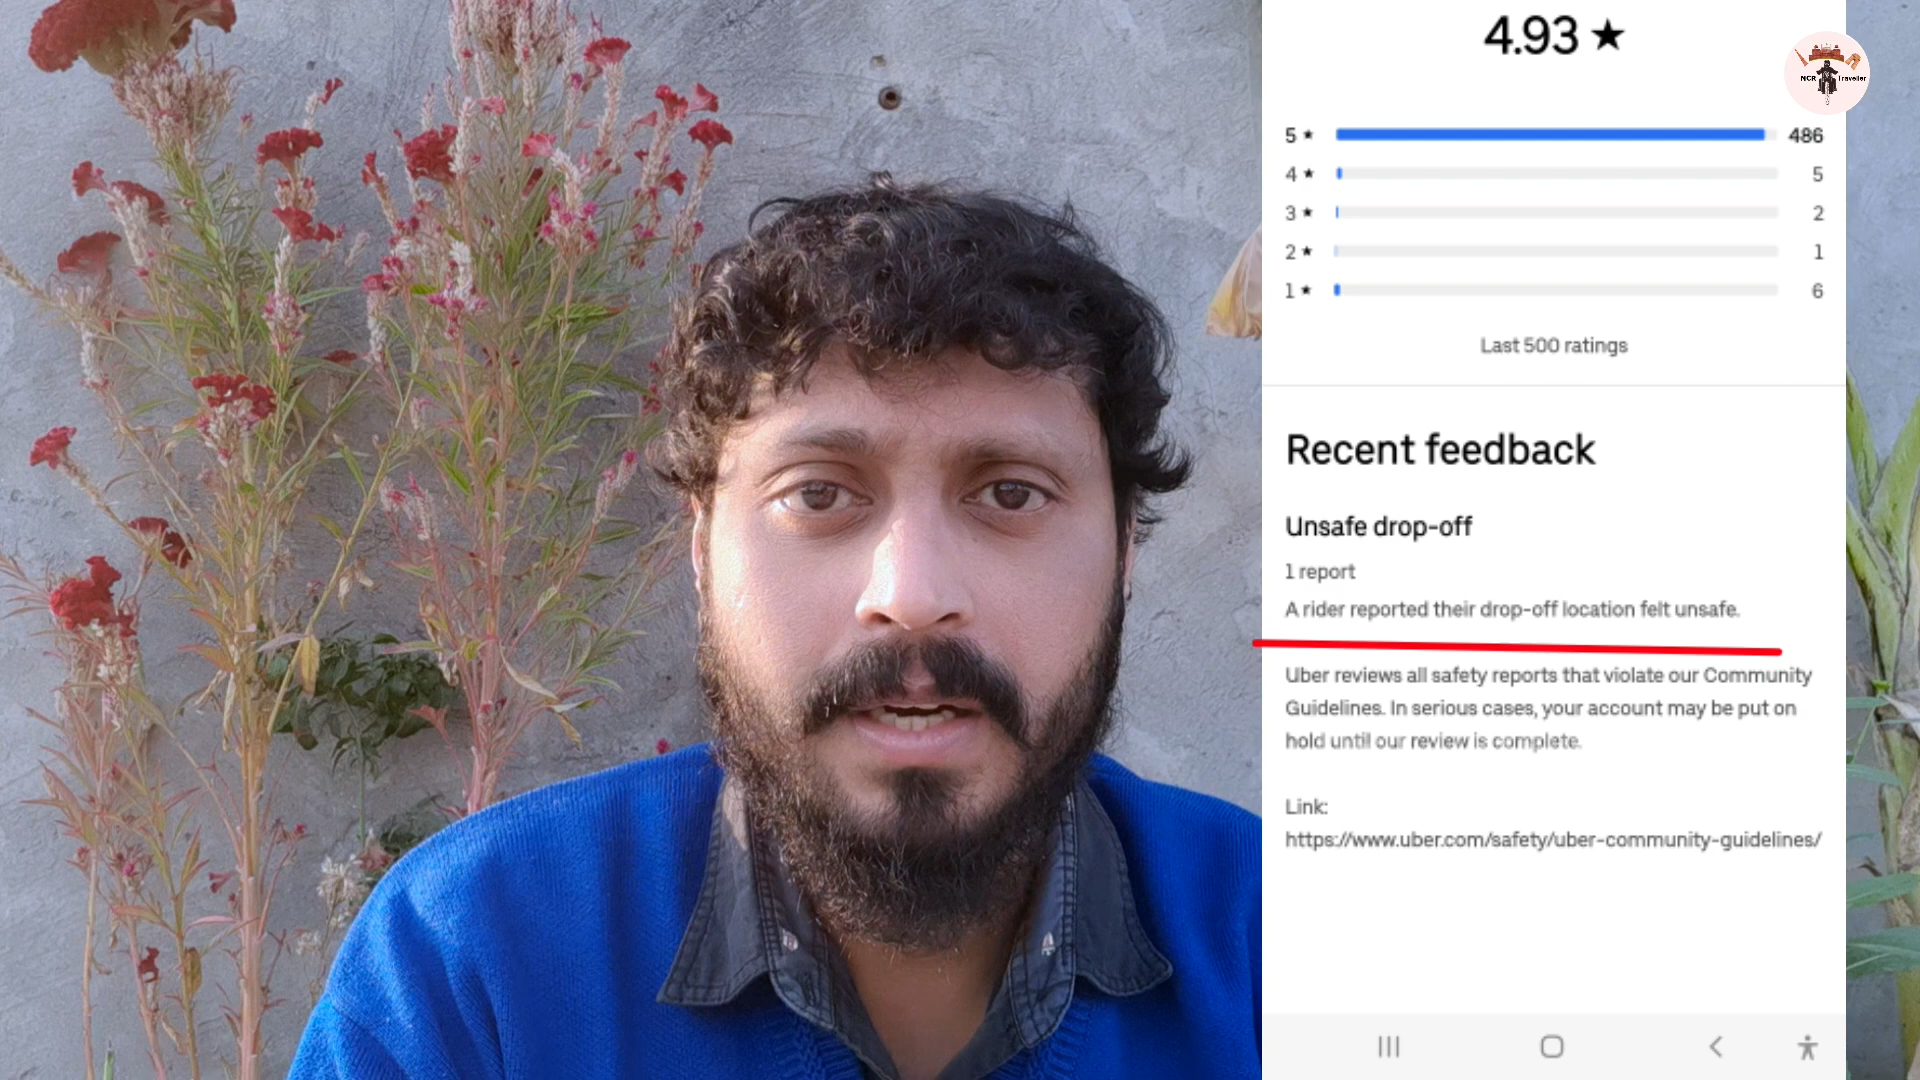 4.93 ★
NCR Traveller
5 ★ 486
4 ★ 5
3 ★ 2
2 ★ 1
1 ★ 6
Last 500 ratings
Recent feedback
Unsafe drop-off
1 report
A rider reported their drop-off location felt unsafe.
Uber reviews all safety reports that violate our Community
Guidelines. In serious cases, your account may be put on
hold until our review is complete.
Link:
https://www.uber.com/safety/uber-community-guidelines/